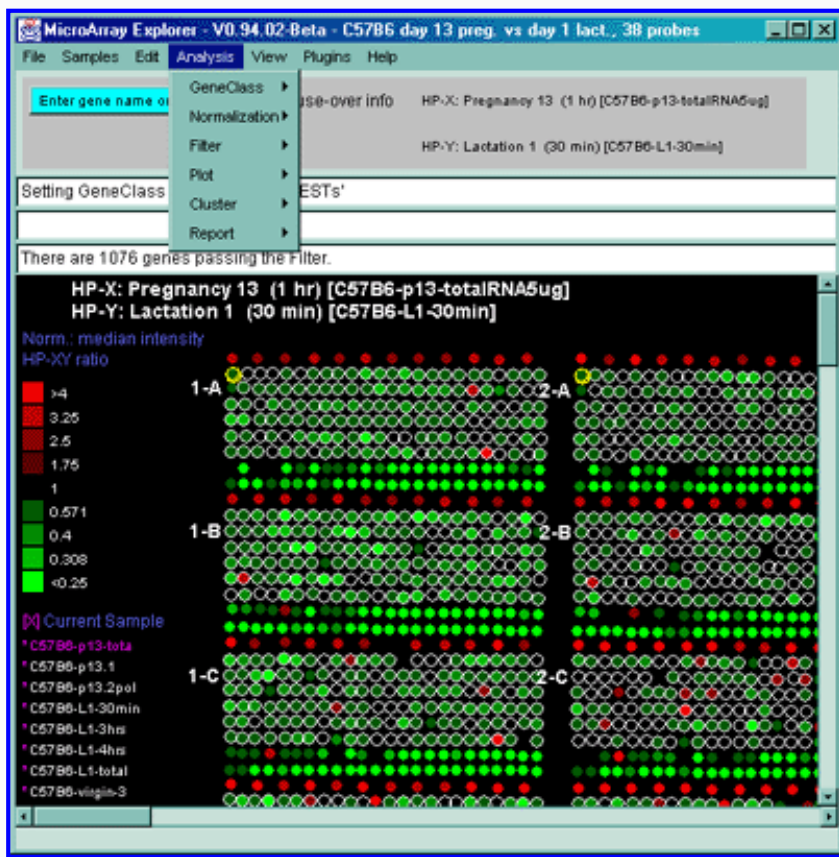 MicroArray Explorer - V0.94.02-Beta - C57B6 day 13 preg. vs day 1 lact., 38 probes
File Samples Edit Analysis View Plugins Help
Enter gene name or
use-over info
HP-X: Pregnancy 13 (1 hr) [C57B6-p13-totalRNA5ug]
HP-Y: Lactation 1 (30 min) [C57B6-L1-30min]
GeneClass
Normalization
Filter
Plot
Cluster
Report
Setting GeneClass
ESTs'
There are 1076 genes passing the Filter.
HP-X: Pregnancy 13 (1 hr) [C57B6-p13-totalRNA5ug]
HP-Y: Lactation 1 (30 min) [C57B6-L1-30min]
Norm.: median intensity
HP-XY ratio
>4
3.25
2.5
1.75
1
0.571
0.4
0.308
<0.25
1-A
2-A
1-B
2-B
1-C
2-C
[X] Current Sample
*C57B6-p13-tota
*C57B6-p13.1
*C57B6-p13.2pol
*C57B6-L1-30min
*C57B6-L1-3hrs
*C57B6-L1-4hrs
*C57B6-L1-total
*C57B6-virgin-3